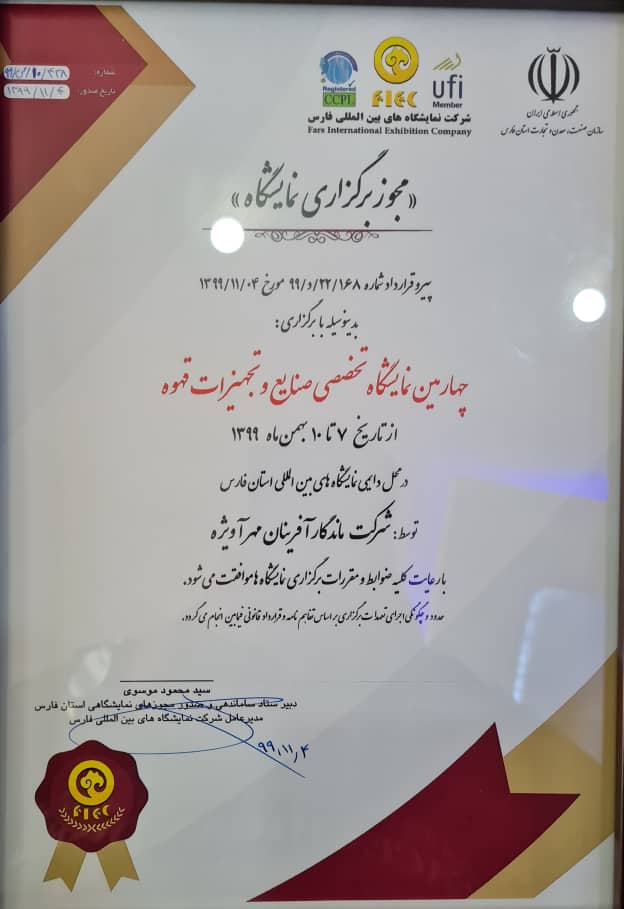 شماره: ۹۹/ص/۱۰/۴۲۸
تاریخ صدور: ۱۳۹۹/۱۱/۴
Registered
CCPI
FIEC
ufi
Member
شرکت نمایشگاه های بین المللی فارس
Fars International Exhibition Company
جمهوری اسلامی ایران
سازمان صنعت، معدن و تجارت استان فارس
«مجوز برگزاری نمایشگاه»
پیرو قرارداد شماره ۹۹/د/۲۲/۱۶۸ مورخ ۱۳۹۹/۱۱/۰۴
بدینوسیله با برگزاری:
چهارمین نمایشگاه تخصصی صنایع و تجهیزات قهوه
از تاریخ ۷ تا ۱۰ بهمن ماه ۱۳۹۹
در محل دایمی نمایشگاه های بین المللی استان فارس
توسط: شرکت ماندگار آفرینان مهر آویژه
با رعایت کلیه ضوابط و مقررات برگزاری نمایشگاه ها موافقت می شود.
حدود و چگونگی اجرای تعهدات برگزاری بر اساس تفاهم نامه و قرارداد قانونی فیمابین انجام می گردد.
سید محمود موسوی
دبیر ستاد ساماندهی و صدور مجوزهای نمایشگاهی استان فارس
مدیرعامل شرکت نمایشگاه های بین المللی فارس
۹۹,۱۱,۴
FIEC